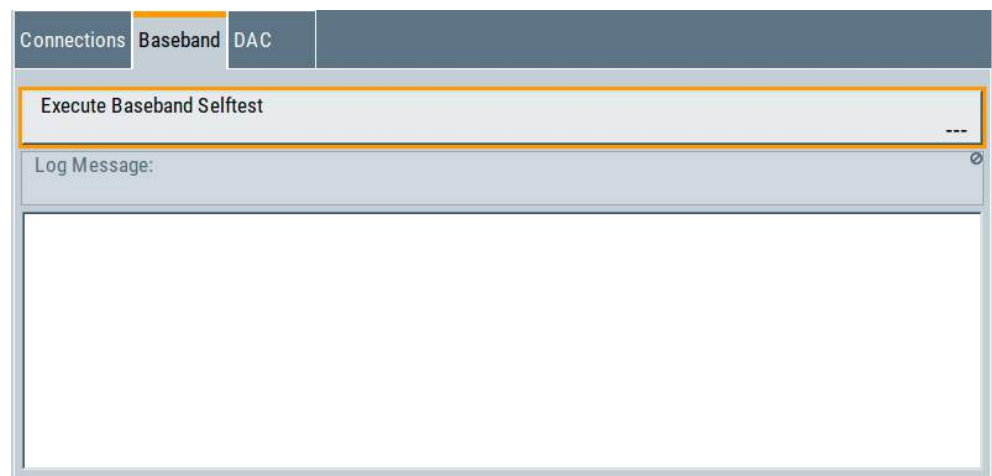 Connections Baseband DAC
Execute Baseband Selftest
---
Log Message: